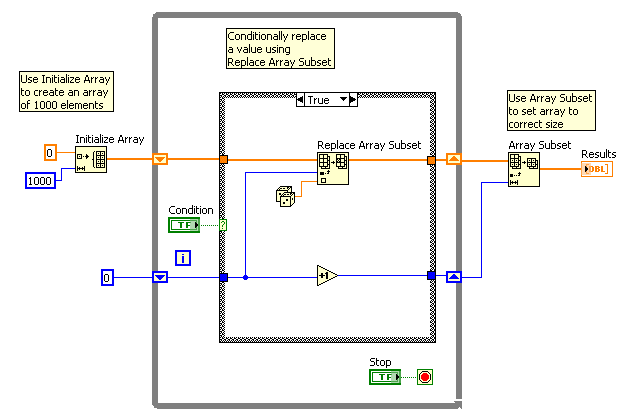 Conditionally replace
a value using
Replace Array Subset
Use Initialize Array
to create an array
of 1000 elements
True
Use Array Subset
to set array to
correct size
Initialize Array
Replace Array Subset
Array Subset
Results
0
1000
DBL
Condition
TF
?
i
0
+1
Stop
TF